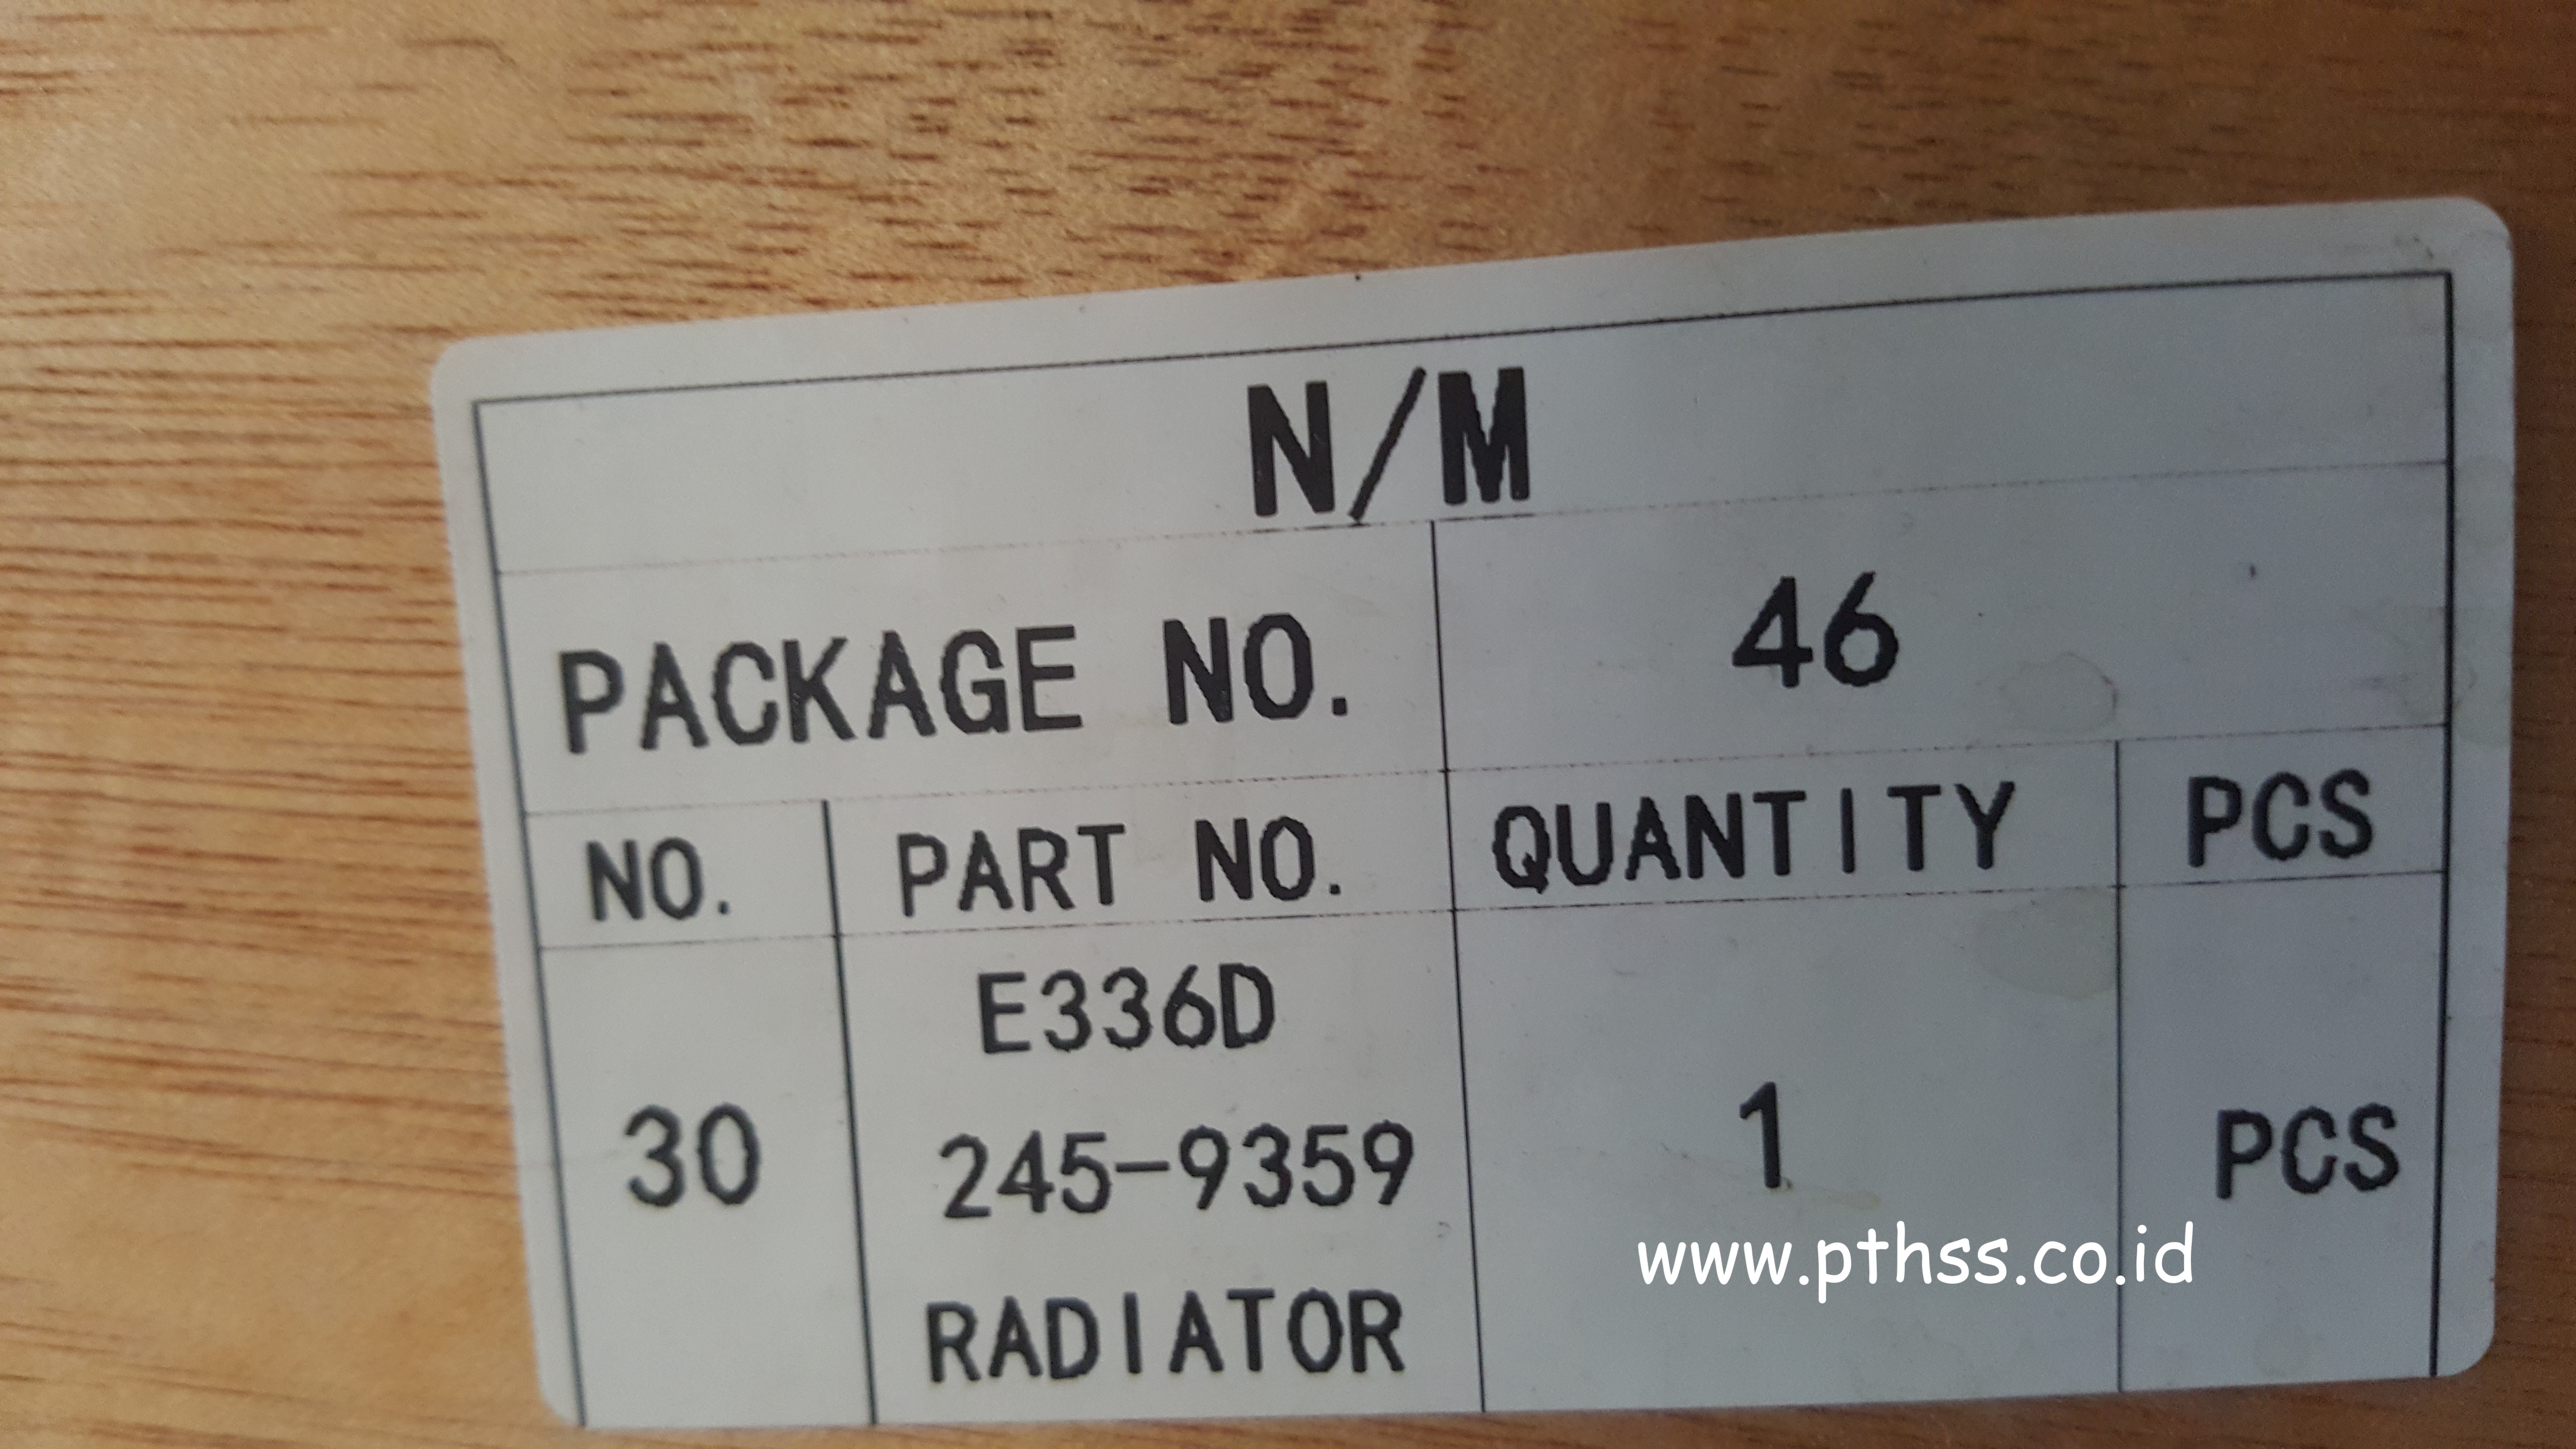 N/M
PACKAGE NO. 46
NO. PART NO. QUANTITY PCS
E336D
30 245-9359 1 PCS
RADIATOR
www.pthss.co.id